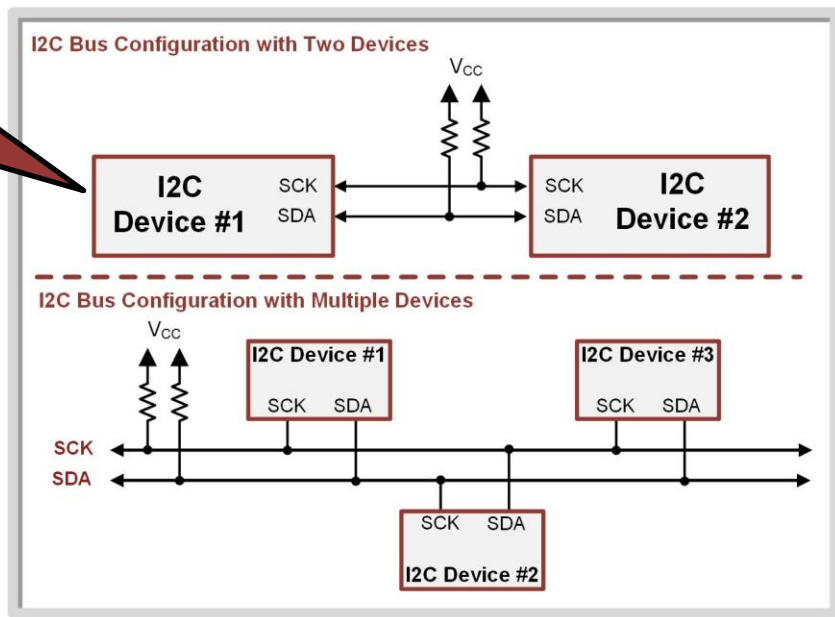 I2C Bus Configuration with Two Devices
VCC
I2C
Device #1
SCK
SDA
SCK
SDA
I2C
Device #2
I2C Bus Configuration with Multiple Devices
VCC
I2C Device #1
SCK SDA
I2C Device #3
SCK SDA
SCK
SDA
SCK SDA
I2C Device #2